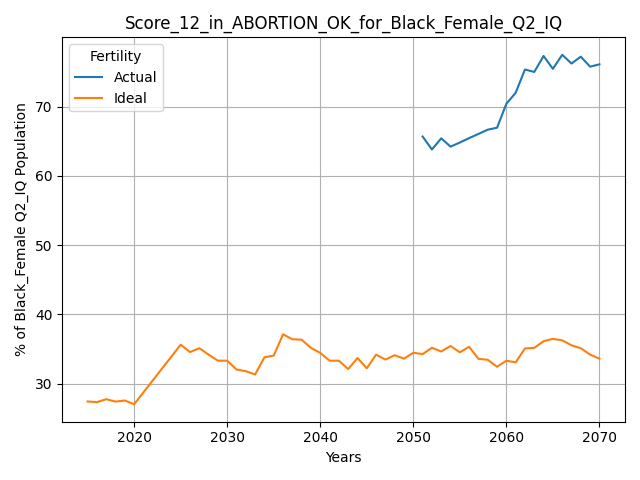 Score_12_in_ABORTION_OK_for_Black_Female_Q2_IQ
Fertility
Actual
Ideal
% of Black_Female Q2_IQ Population
70
60
50
40
30
2020
2030
2040
2050
2060
2070
Years